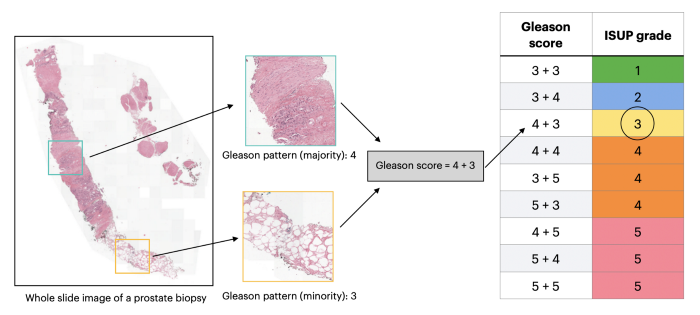 Gleason score ISUP grade
3 + 3 1
3 + 4 2
4 + 3 3
4 + 4 4
3 + 5 4
5 + 3 4
4 + 5 5
5 + 4 5
5 + 5 5
Gleason pattern (majority): 4
Gleason score = 4 + 3
Whole slide image of a prostate biopsy
Gleason pattern (minority): 3